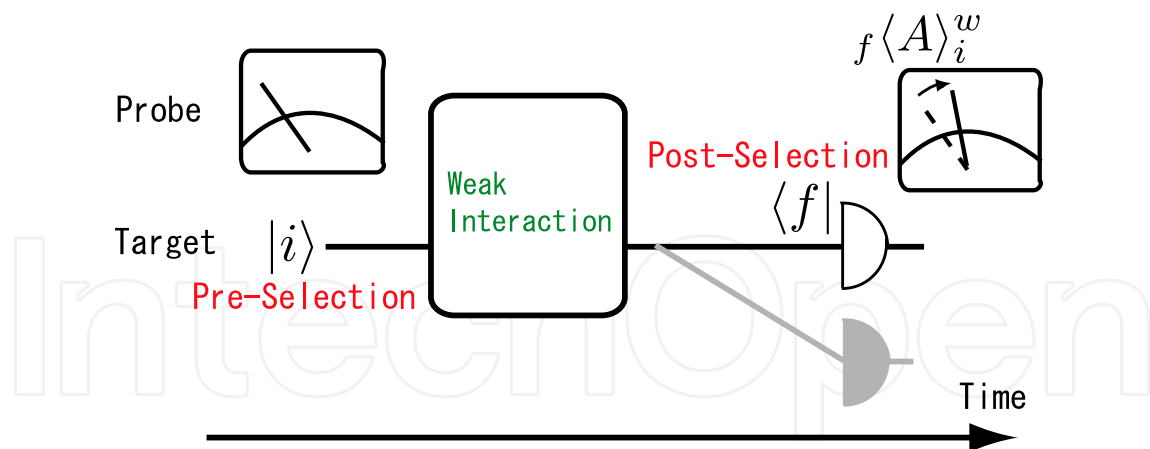 f⟨A⟩ᵢʷ
Probe
Post-Selection
Weak
Interaction
⟨f|
Target
|i⟩
Pre-Selection
IntechOpen
Time